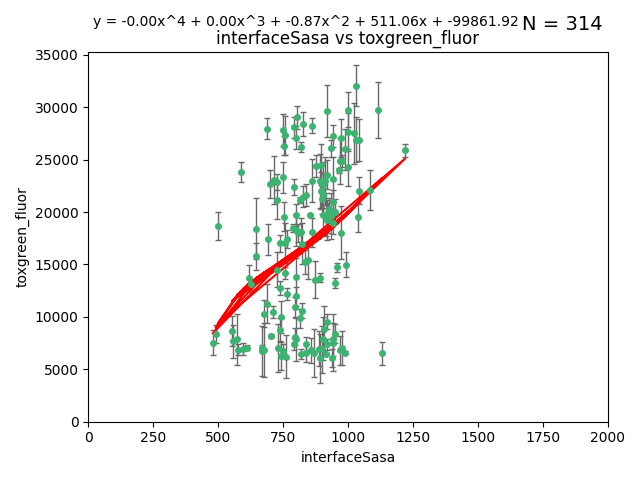 y = -0.00x^4 + 0.00x^3 + -0.87x^2 + 511.06x + -99861.92 N = 314
interfaceSasa vs toxgreen_fluor
35000
30000
25000
20000
15000
10000
5000
0
toxgreen_fluor
0 250 500 750 1000 1250 1500 1750 2000
interfaceSasa